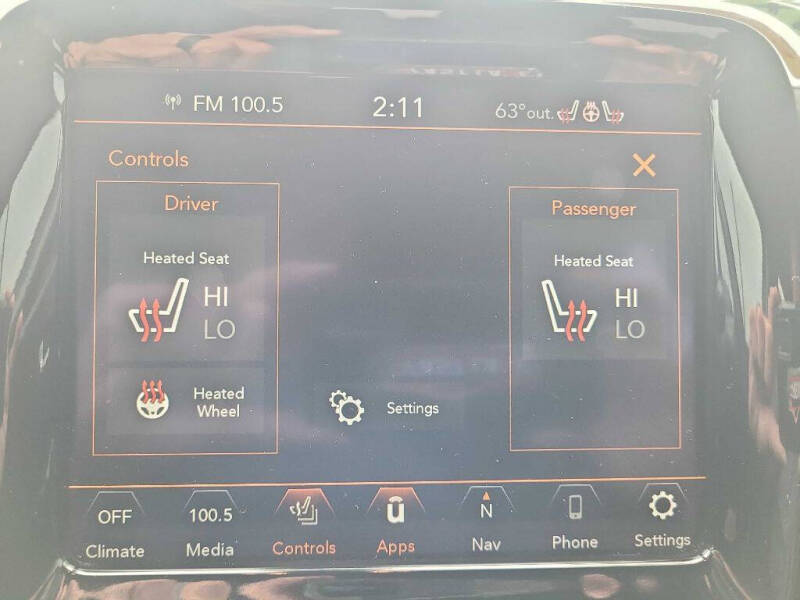 FM 100.5
2:11
63°out.
Controls
Driver
Passenger
Heated Seat
HI
LO
Heated Seat
HI
LO
Heated
Wheel
Settings
OFF
Climate
100.5
Media
Controls
u
Apps
N
Nav
Phone
Settings